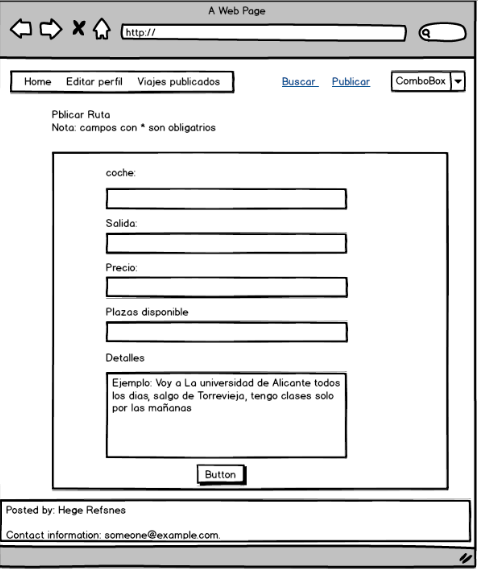 A Web Page
http://
Home Editar perfil Viajes publicados Buscar Publicar ComboBox
Pblicar Ruta
Nota: campos con * son obligatrios
coche:
Salida:
Precio:
Plazas disponible
Detalles
Ejemplo: Voy a La universidad de Alicante todos
los dias, salgo de Torrevieja, tengo clases solo
por las mañanas
Button
Posted by: Hege Refsnes
Contact information: someone@example.com.